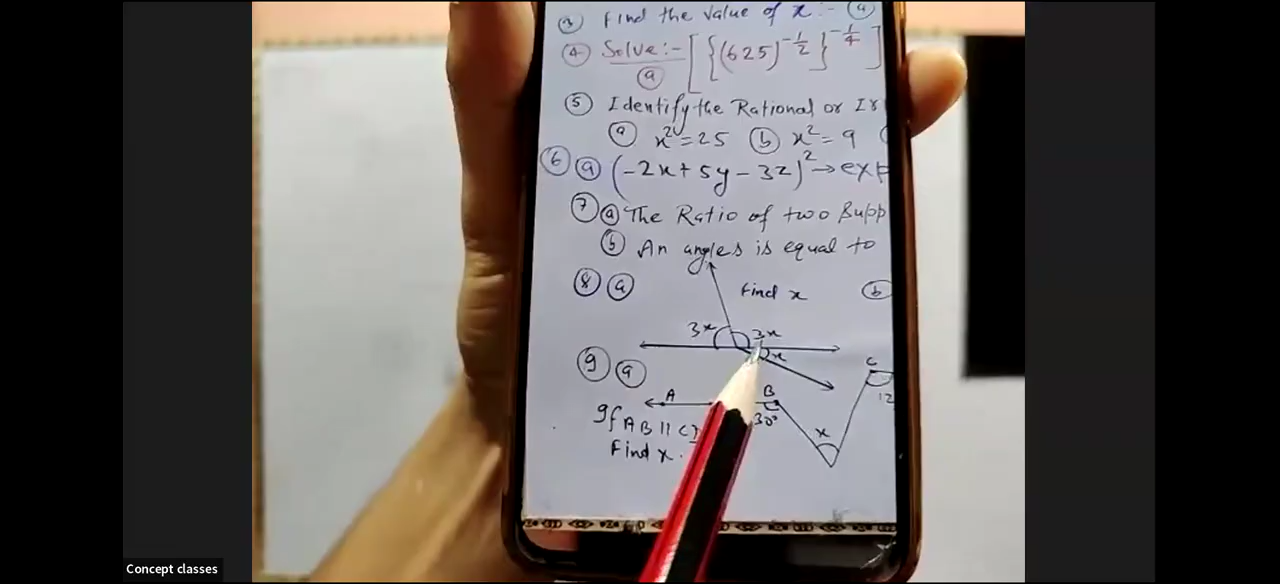 ③ Find the value of x :- ⓐ
④ Solve:- [{(625)^-1/2}^-1/4]
ⓐ
⑤ Identify the Rational or Ir
ⓐ x²=25 ⓑ x²= 9
⑥ ⓐ (-2x+5y-3z)² → exp
⑦ ⓐ The Ratio of two Supp
ⓑ An angles is equal to
⑧ ⓐ Find x ⓑ
3x 3x
x
⑨ ⓐ C
A B 12
If AB || CD 30°
Find x. x
Concept classes